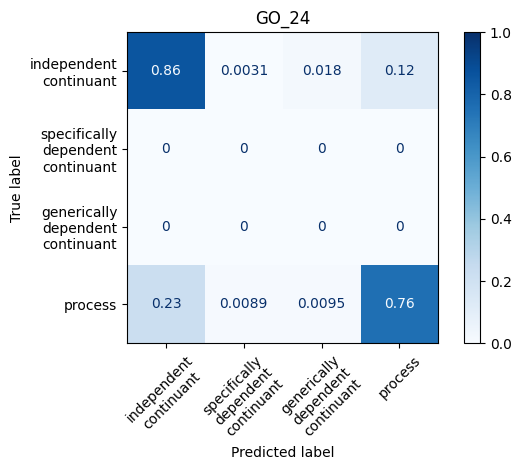 GO_24
True label
independent
continuant
0.86 0.0031 0.018 0.12
specifically
dependent
continuant
0 0 0 0
generically
dependent
continuant
0 0 0 0
process
0.23 0.0089 0.0095 0.76
independent
continuant
specifically
dependent
continuant
generically
dependent
continuant
process
Predicted label
1.0
0.8
0.6
0.4
0.2
0.0